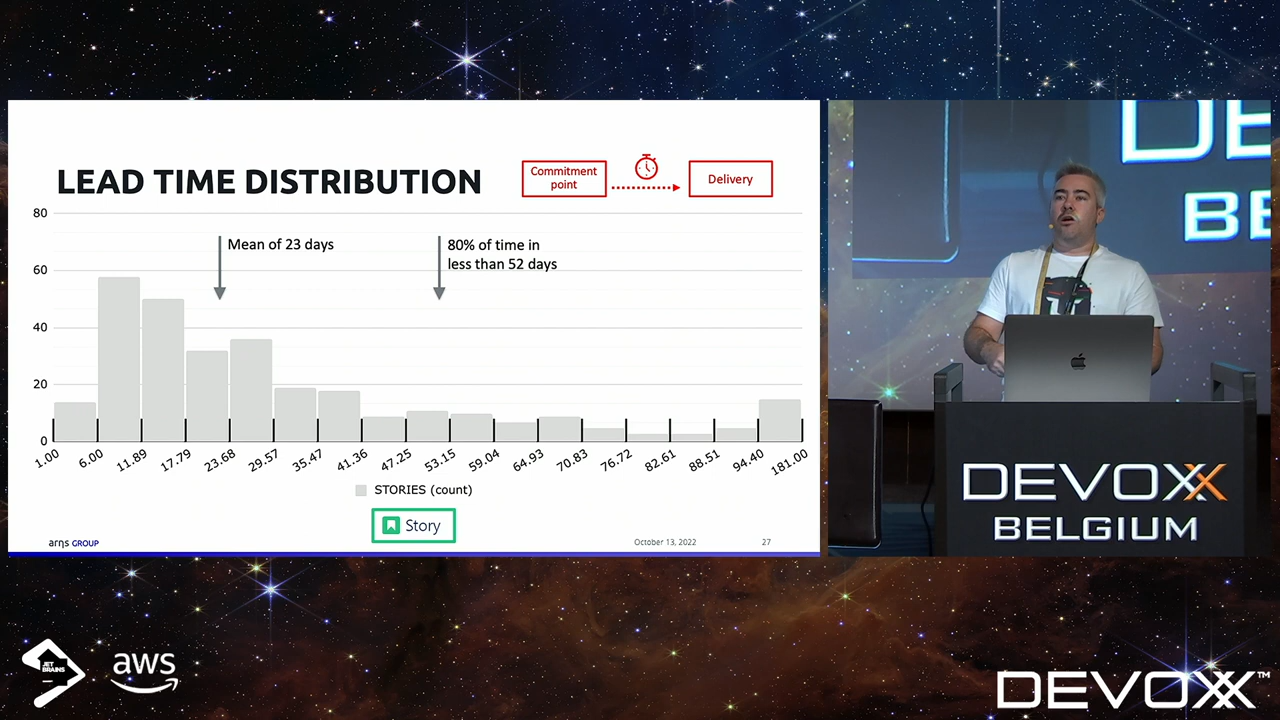 LEAD TIME DISTRIBUTION
Commitment
point
Delivery
80
60
40
20
0
Mean of 23 days
80% of time in
less than 52 days
1.00
6.00
11.89
17.79
23.68
29.57
35.47
41.36
47.25
53.15
59.04
64.93
70.83
76.72
82.61
88.51
94.40
181.00
STORIES (count)
Story
arηs GROUP
October 13, 2022
27
DE
BE
DEVOXX
BELGIUM
JET
BRAINS
aws
DEVOXX™